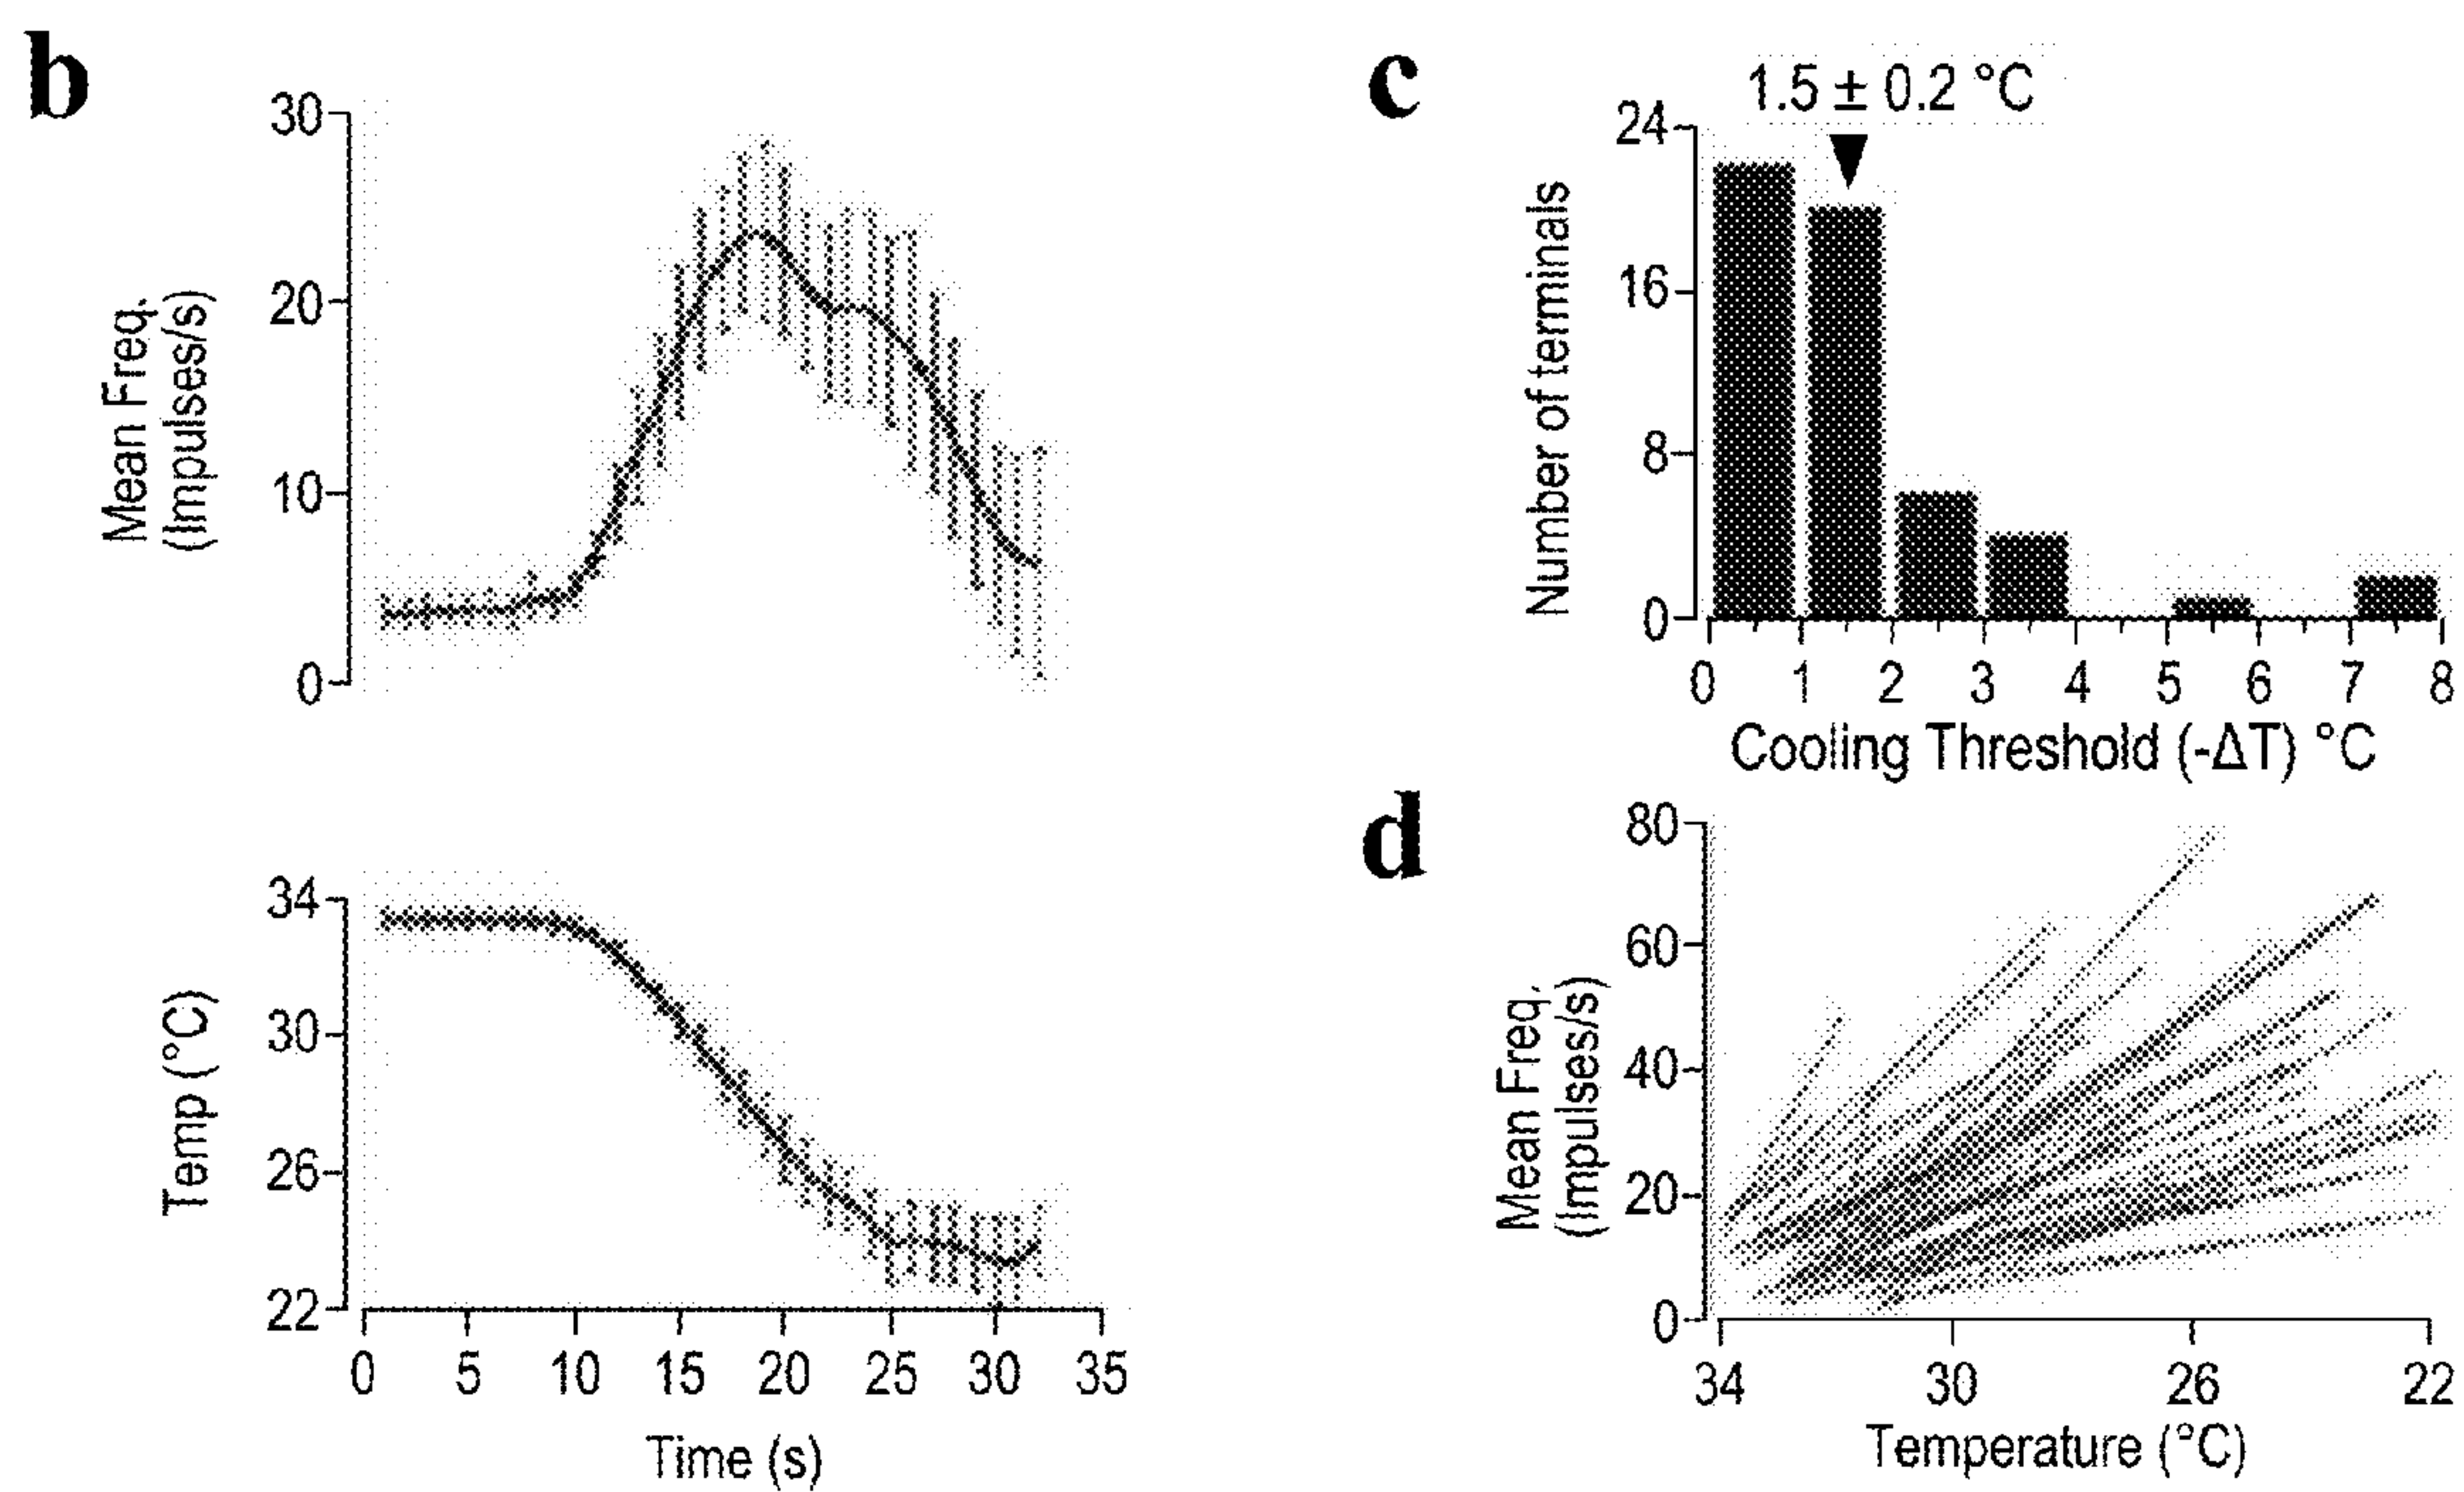 b
30
20
10
0
Mean Freq.
(Impulses/s)
34
30
26
22
Temp (°C)
0 5 10 15 20 25 30 35
Time (s)
c
1.5 ± 0.2 °C
24
16
8
0
Number of terminals
0 1 2 3 4 5 6 7 8
Cooling Threshold (-ΔT) °C
d
80
60
40
20
0
Mean Freq.
(Impulses/s)
34 30 26 22
Temperature (°C)